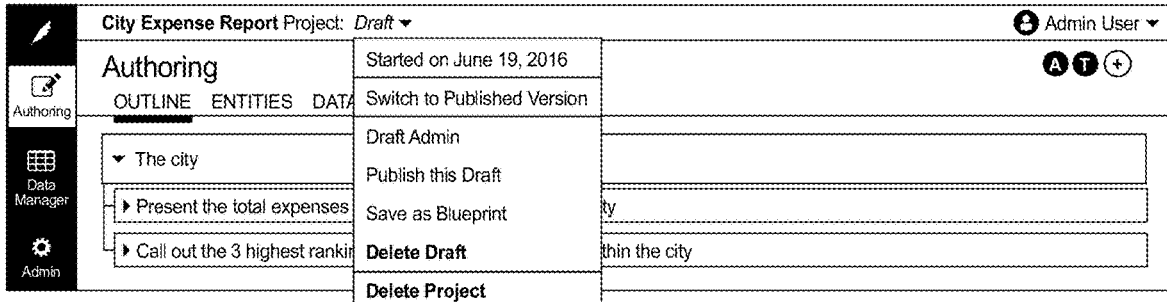 City Expense Report Project: Draft
Admin User
Started on June 19, 2016
Authoring
A T +
Switch to Published Version
OUTLINE ENTITIES DATA
Authoring
Draft Admin
The city
Publish this Draft
Data
Manager
Present the total expenses
ty
Save as Blueprint
Call out the 3 highest rankin
thin the city
Delete Draft
Admin
Delete Project